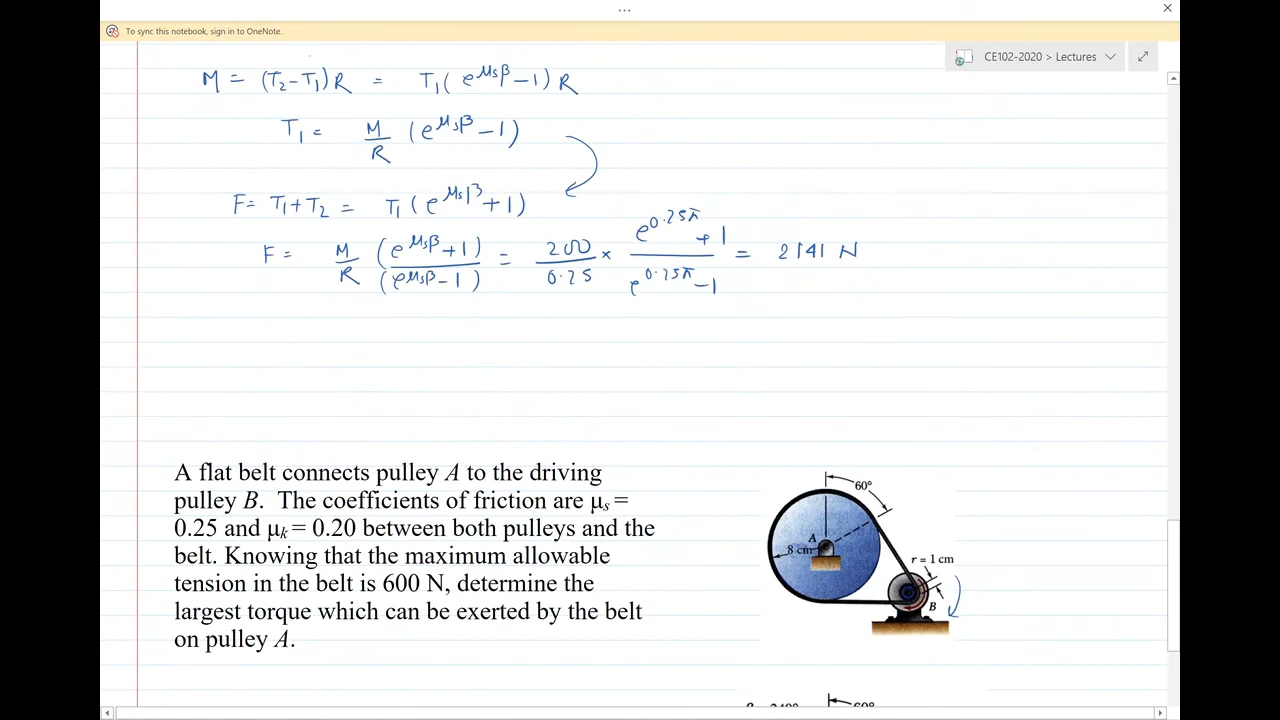 To sync this notebook, sign in to OneNote.
CE102-2020 > Lectures
M = (T₂-T₁)R = T₁(e^μsβ -1)R
T₁ = M/R (e^μsβ -1)
F= T₁+T₂ = T₁(e^μsβ +1)
F = M/R (e^μsβ+1)/(e^μsβ-1) = 200/0.25 × (e^0.25π +1)/(e^0.25π -1) = 2141 N
A flat belt connects pulley A to the driving
pulley B. The coefficients of friction are μs =
0.25 and μk = 0.20 between both pulleys and the
belt. Knowing that the maximum allowable
tension in the belt is 600 N, determine the
largest torque which can be exerted by the belt
on pulley A.
60°
A
8 cm
r = 1 cm
B